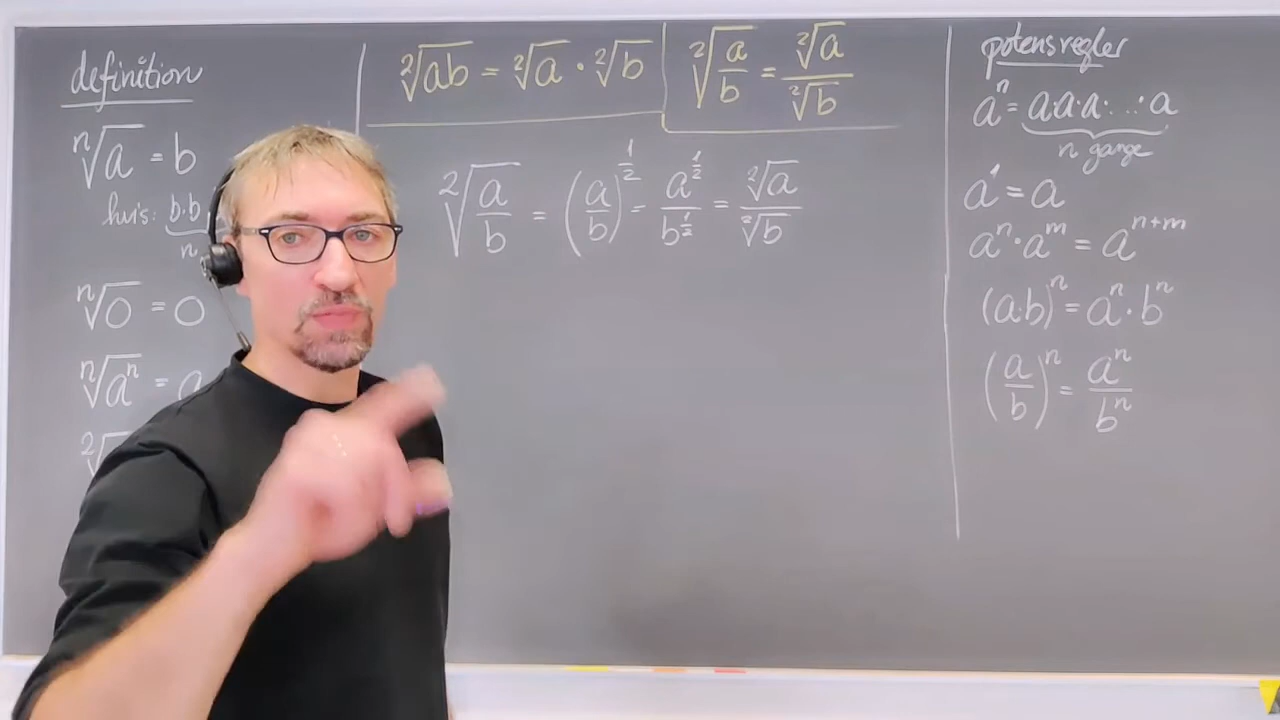 definition
ⁿ√a = b
hvis: b·b
n
ⁿ√0 = 0
ⁿ√aⁿ = a
²√
²√ab = ²√a · ²√b
²√(a/b) = ²√a/²√b
²√(a/b) = (a/b)^(1/2) = a^(1/2)/b^(1/2) = ²√a/²√b
potensregler
aⁿ = a·a·a·...·a
n gange
a¹ = a
aⁿ·aᵐ = aⁿ⁺ᵐ
(a·b)ⁿ = aⁿ·bⁿ
(a/b)ⁿ = aⁿ/bⁿ